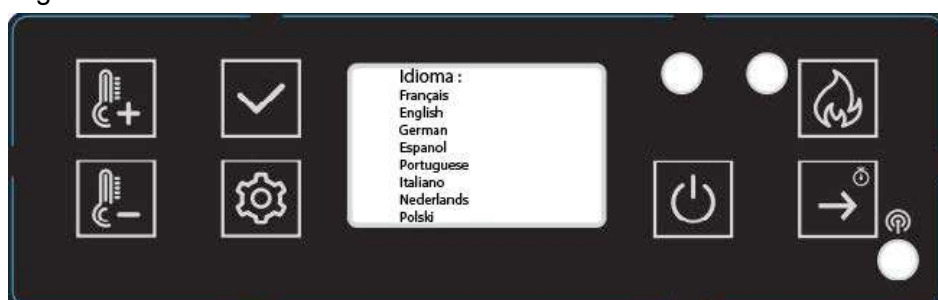 Idioma :
Français
English
German
Espanol
Portuguese
Italiano
Nederlands
Polski